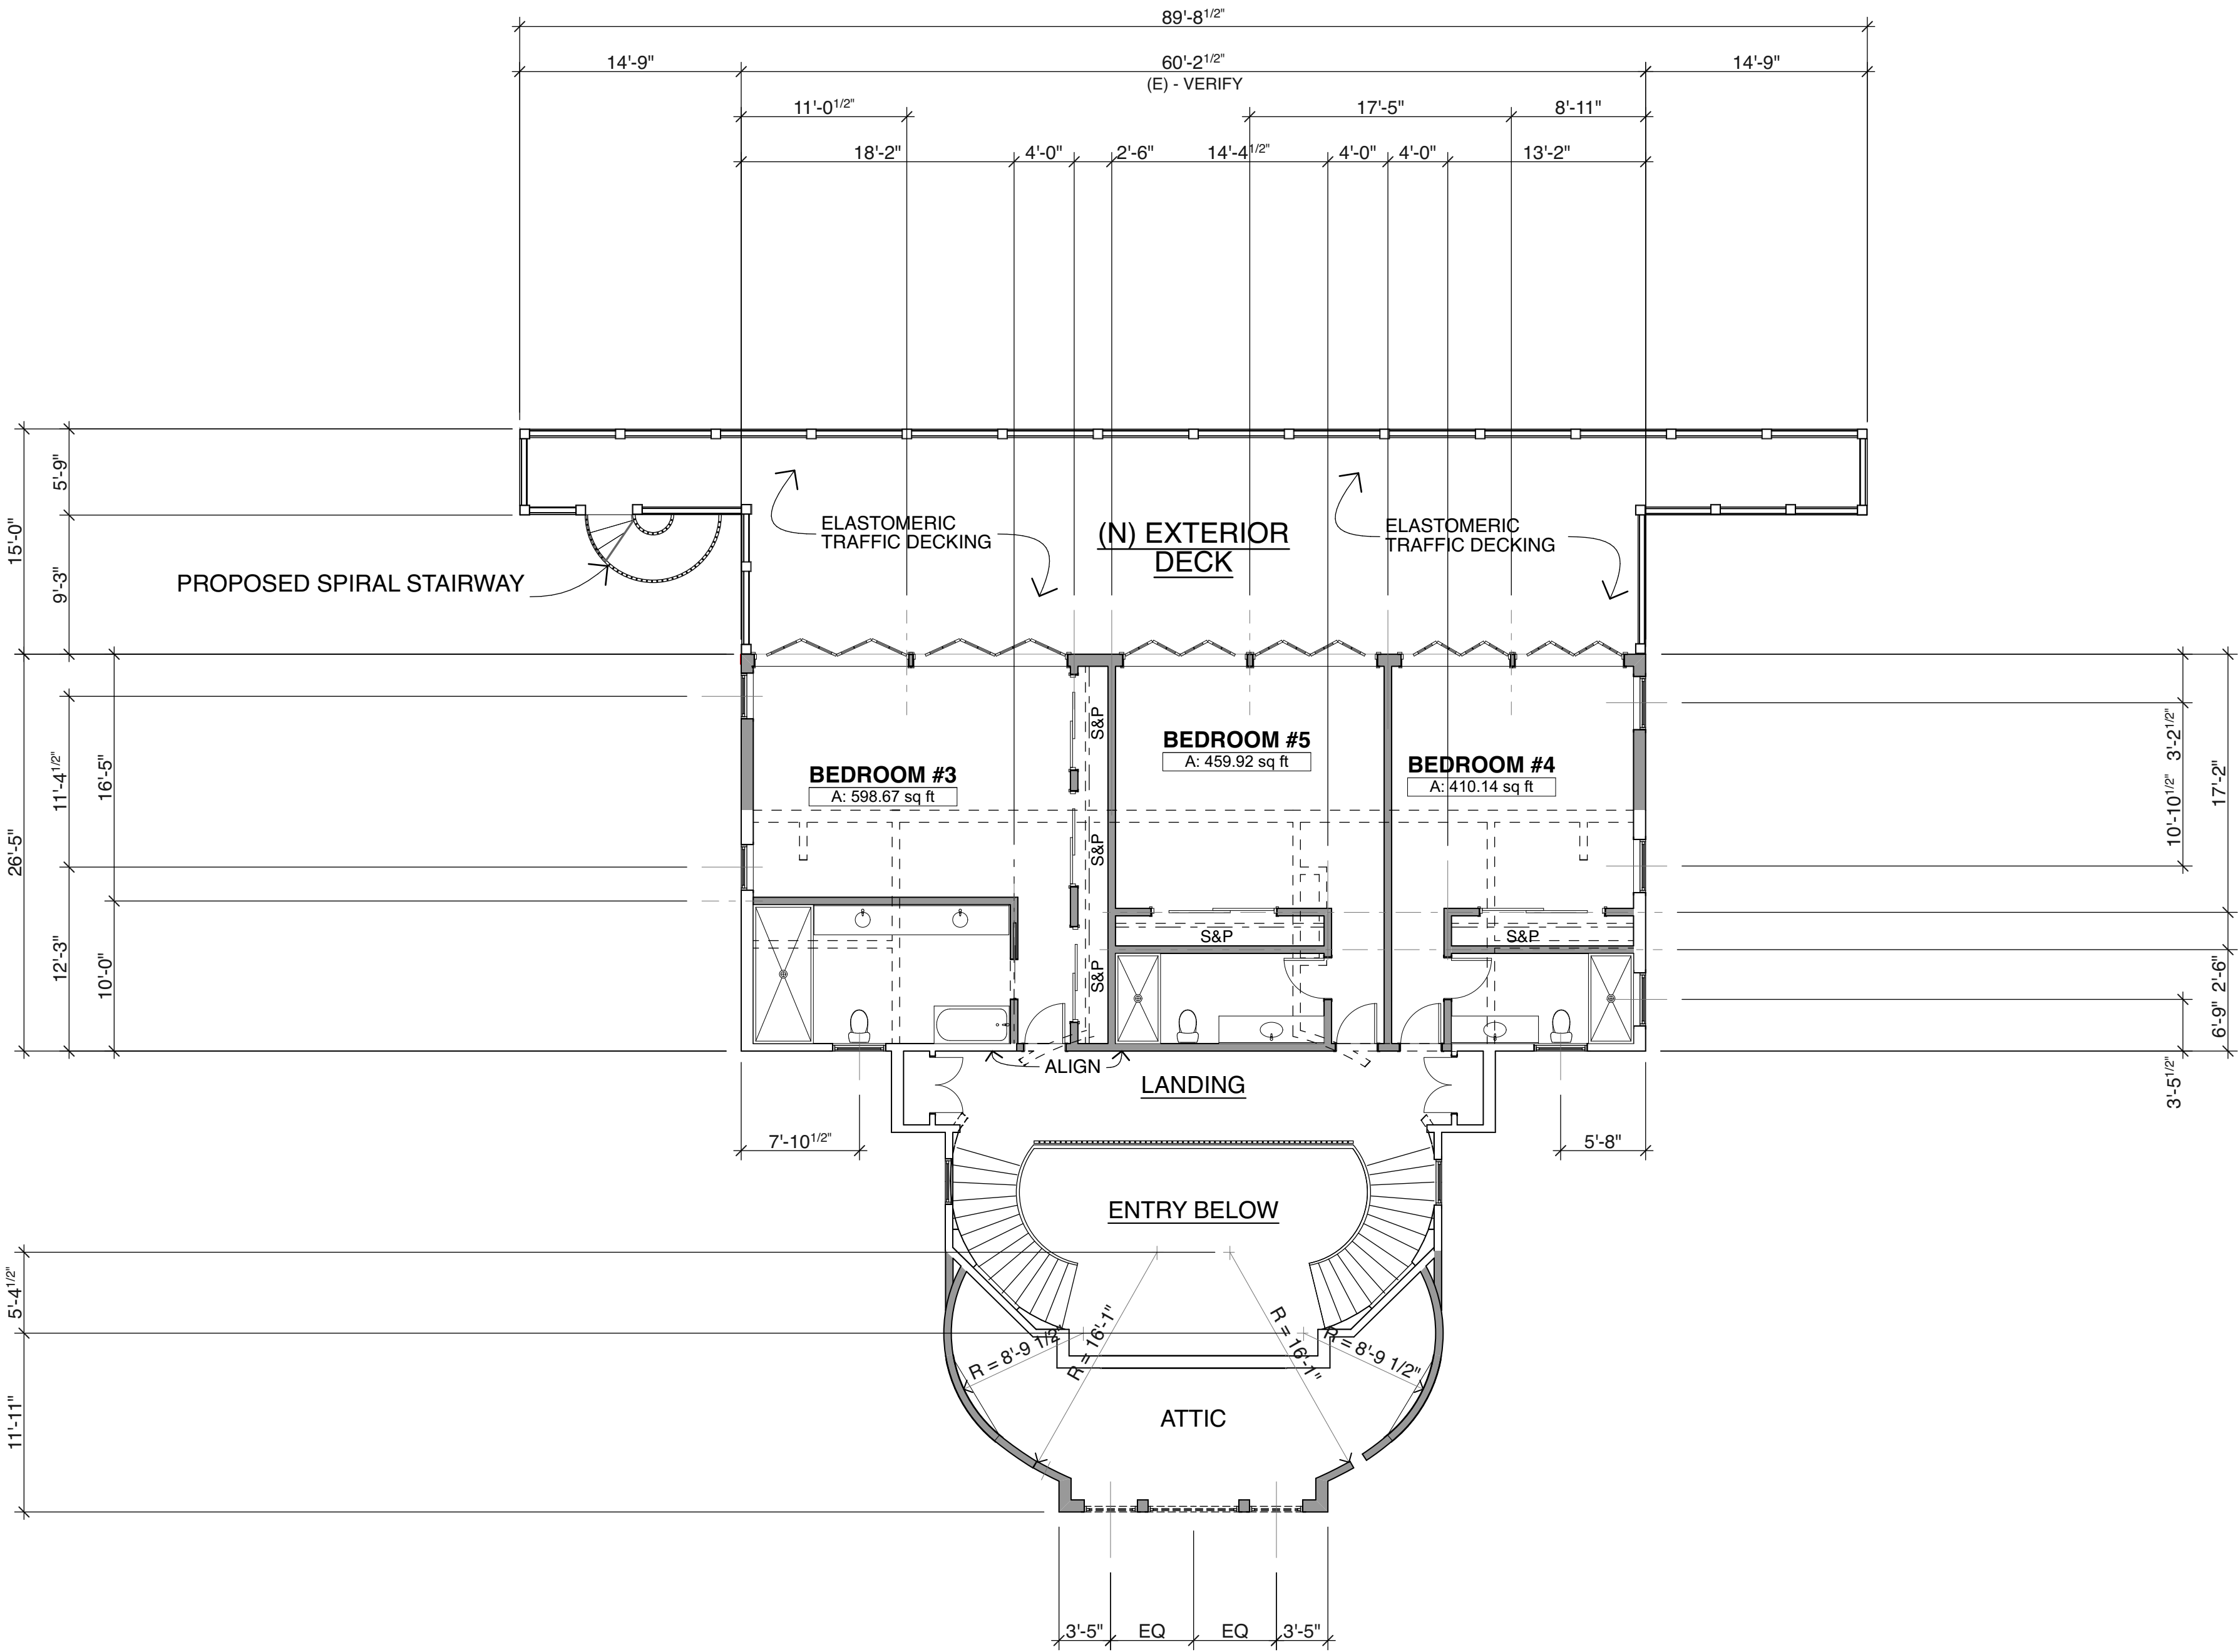 89'-8 1/2"
14'-9"
60'-2 1/2"
14'-9"
(E) - VERIFY
11'-0 1/2"
17'-5"
8'-11"
18'-2"
4'-0"
2'-6"
14'-4 1/2"
4'-0"
4'-0"
13'-2"
15'-0"
5'-9"
9'-3"
PROPOSED SPIRAL STAIRWAY
ELASTOMERIC
TRAFFIC DECKING
(N) EXTERIOR
DECK
ELASTOMERIC
TRAFFIC DECKING
26'-5"
11'-4 1/2"
12'-3"
16'-5"
10'-0"
BEDROOM #3
A: 598.67 sq ft
S&P
S&P
S&P
BEDROOM #5
A: 459.92 sq ft
S&P
BEDROOM #4
A: 410.14 sq ft
S&P
3'-2 1/2"
10'-10 1/2"
3'-5 1/2"
17'-2"
2'-6"
6'-9"
ALIGN
LANDING
7'-10 1/2"
5'-8"
ENTRY BELOW
5'-4 1/2"
11'-11"
R = 8'-9 1/2"
R = 16'-1"
R = 16'-1"
R = 8'-9 1/2"
ATTIC
3'-5"
EQ
EQ
3'-5"